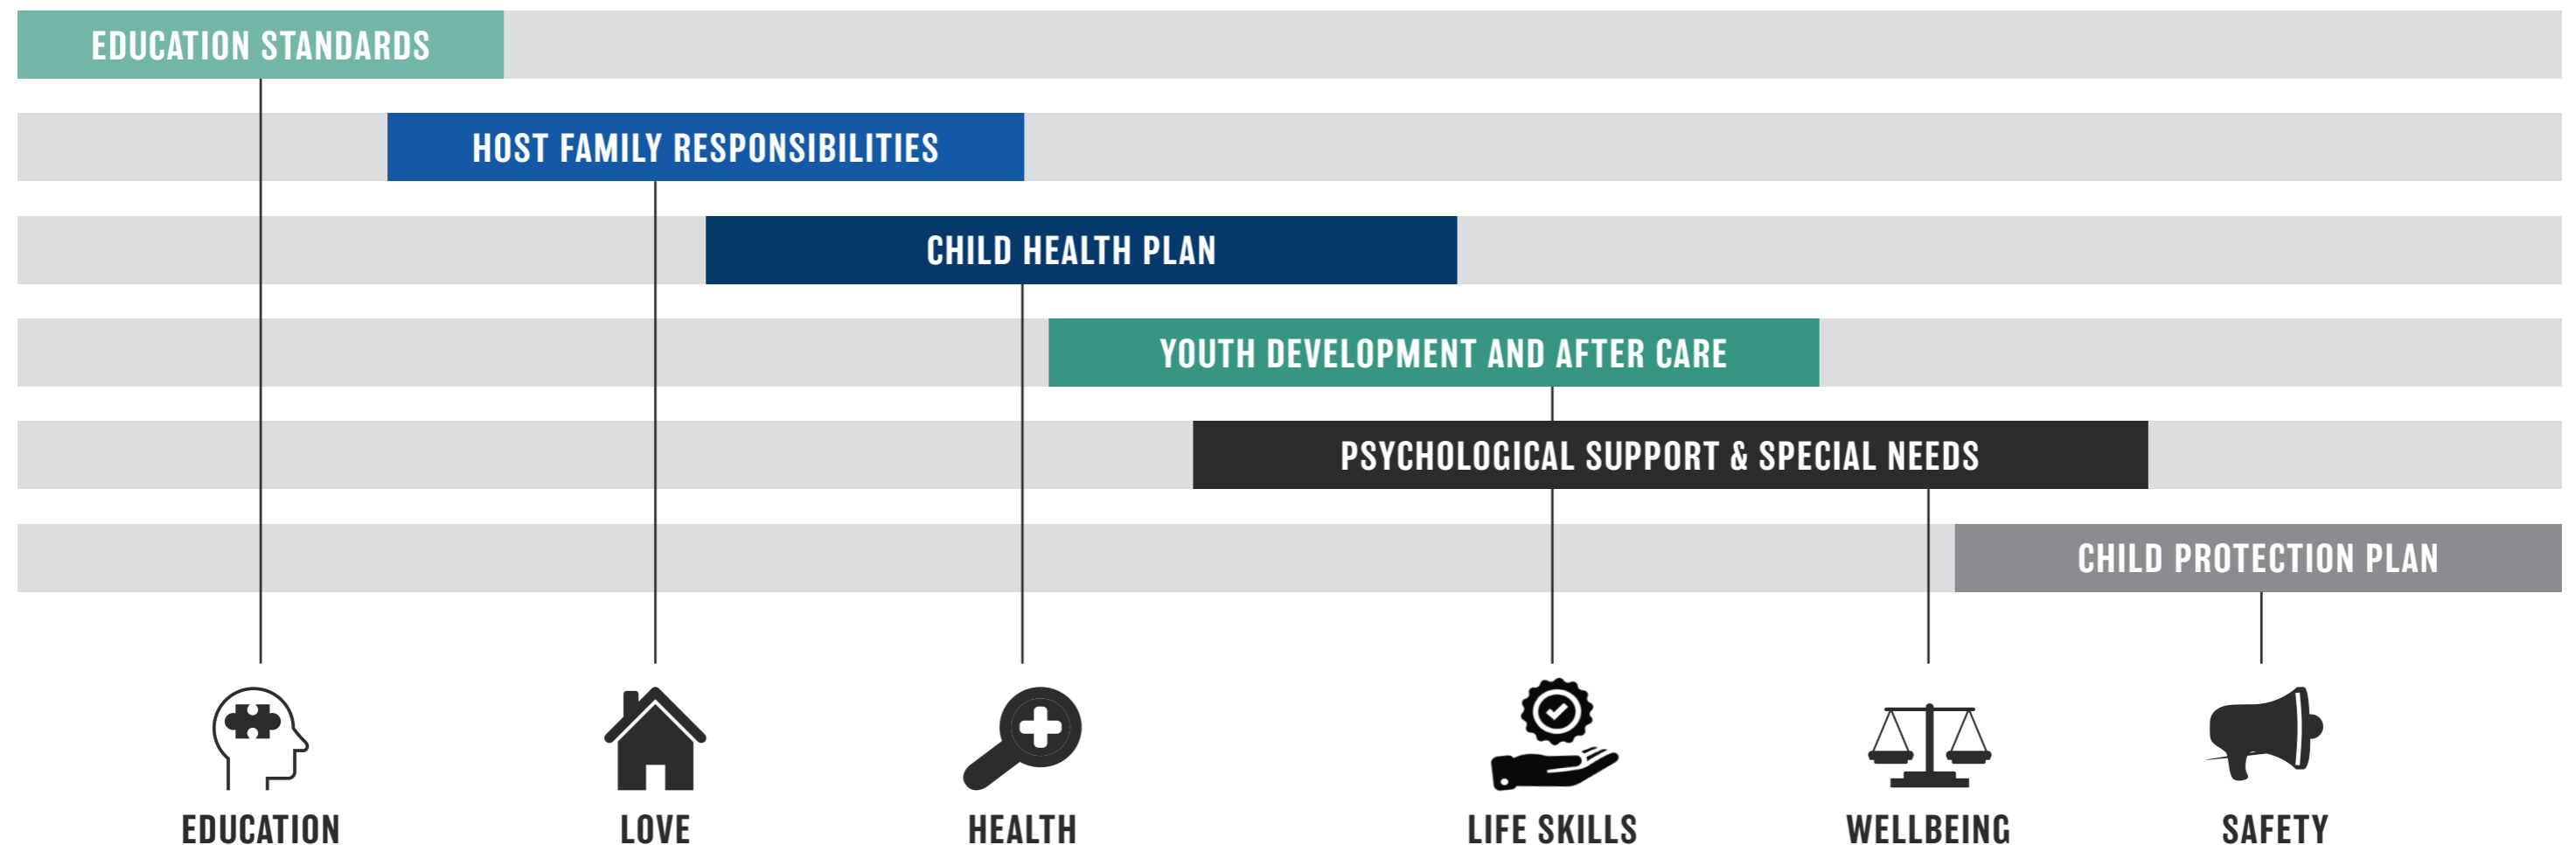 EDUCATION STANDARDS
HOST FAMILY RESPONSIBILITIES
CHILD HEALTH PLAN
YOUTH DEVELOPMENT AND AFTER CARE
PSYCHOLOGICAL SUPPORT & SPECIAL NEEDS
CHILD PROTECTION PLAN
EDUCATION
LOVE
HEALTH
LIFE SKILLS
WELLBEING
SAFETY